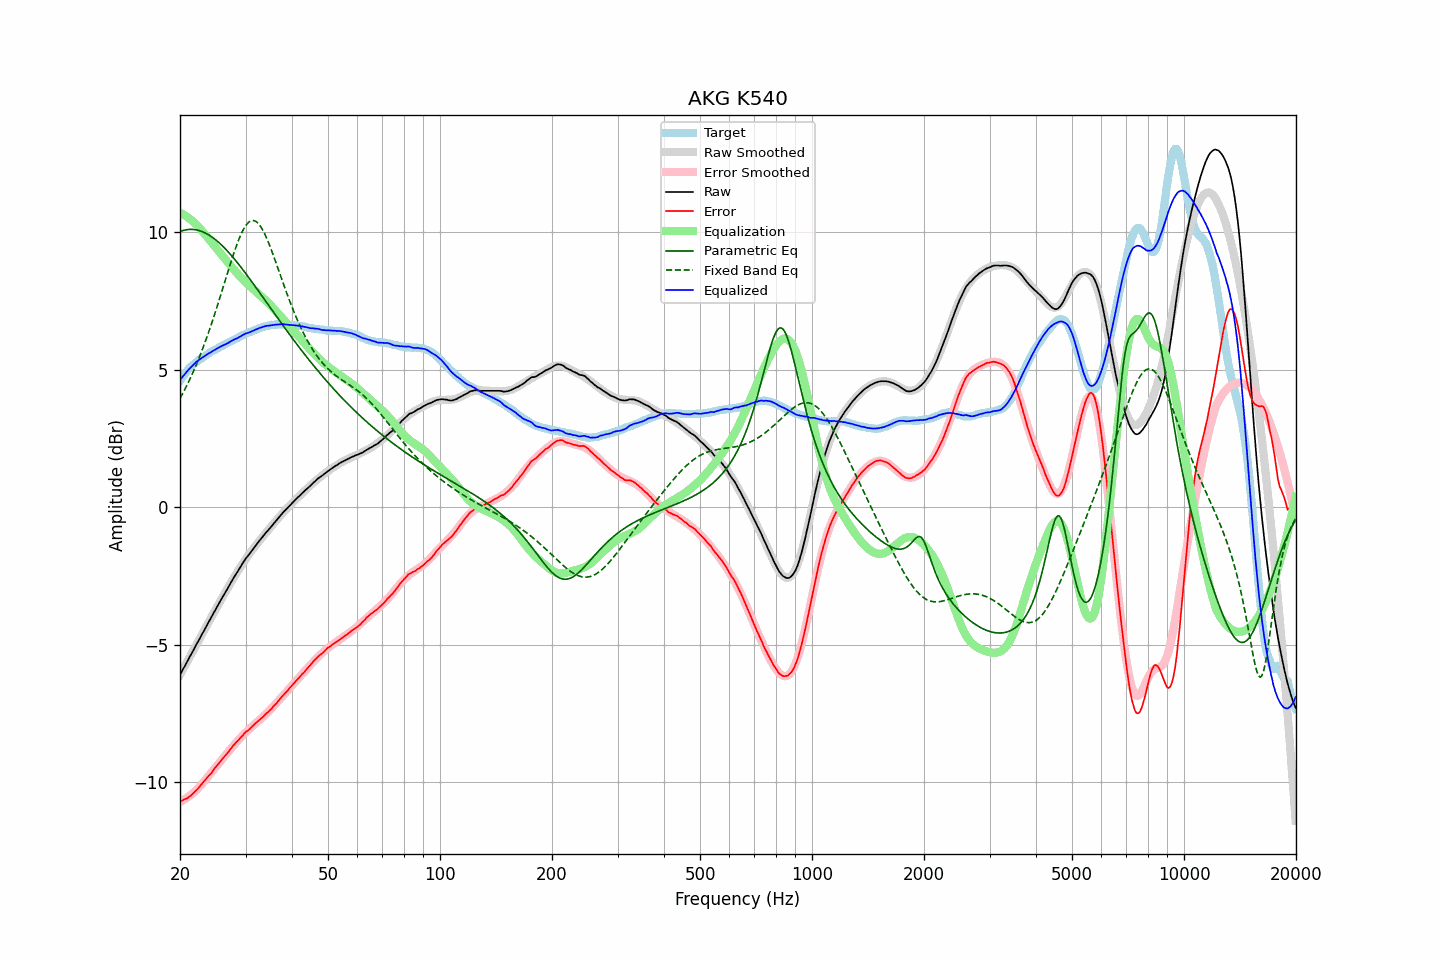 AKG K540
Target
Raw Smoothed
Error Smoothed
Raw
Error
Equalization
Parametric Eq
Fixed Band Eq
Equalized
Amplitude (dBr)
10
5
0
−5
−10
20 50 100 200 500 1000 2000 5000 10000 20000
Frequency (Hz)